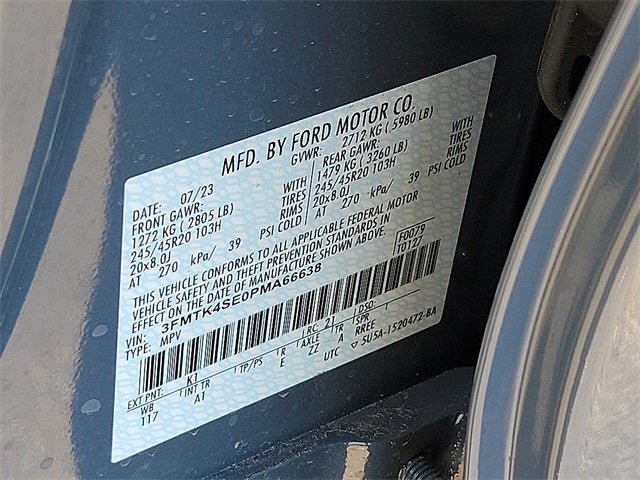 MFD. BY FORD MOTOR CO.
DATE: 07/23 GVWR: 2712 KG ( 5980 LB)
FRONT GAWR: WITH REAR GAWR: WITH
1272 KG ( 2805 LB) TIRES 1479 KG ( 3260 LB) TIRES
245/45R20 103H RIMS 245/45R20 103H RIMS
20x8.0J 20x8.0J
AT 270 kPa/ 39 PSI COLD AT 270 kPa/ 39 PSI COLD
THIS VEHICLE CONFORMS TO ALL APPLICABLE FEDERAL MOTOR
VEHICLE SAFETY AND THEFT PREVENTION STANDARDS IN
EFFECT ON THE DATE OF MANUFACTURE SHOWN ABOVE.
VIN: 3FMTK4SE0PMA66638 F0079
TYPE: MPV T0127
EXT PNT: K1 RC: 21 DSO:
WB INT TR TP/PS R AXLE TR SPR
117 A1 E ZZ A RREE
UTC ▽ 5U5A-1520472-BA